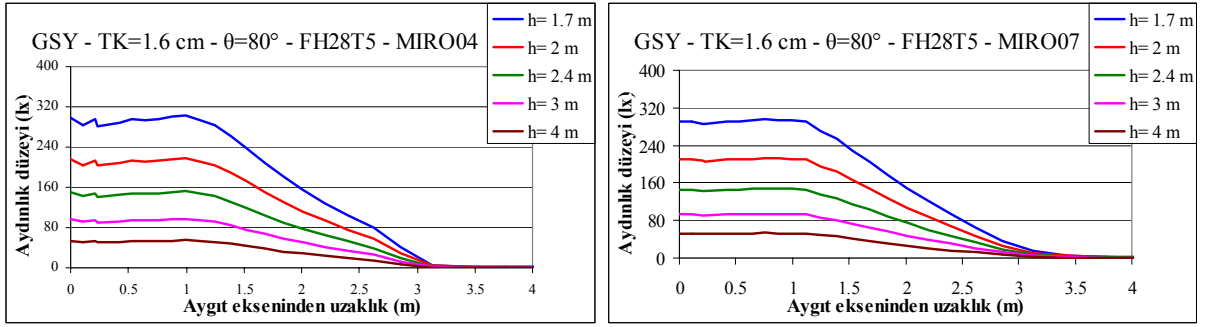 GSY - TK=1.6 cm - θ=80° - FH28T5 - MIRO04
h= 1.7 m
h= 2 m
h= 2.4 m
h= 3 m
h= 4 m
Aydınlık düzeyi (lx)
400
320
240
160
80
0
0 0.5 1 1.5 2 2.5 3 3.5 4
Aygıt ekseninden uzaklık (m)
GSY - TK=1.6 cm - θ=80° - FH28T5 - MIRO07
h= 1.7 m
h= 2 m
h= 2.4 m
h= 3 m
h= 4 m
Aydınlık düzeyi (lx)
400
320
240
160
80
0
0 0.5 1 1.5 2 2.5 3 3.5 4
Aygıt ekseninden uzaklık (m)